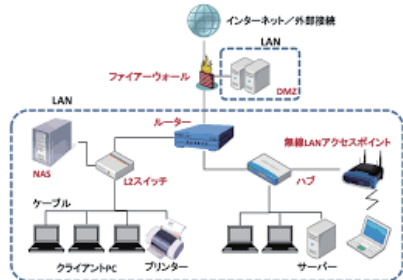 インターネット／外部接続
LAN
ファイアーウォール
DMZ
LAN
ルーター
無線LANアクセスポイント
NAS
L2スイッチ
ハブ
ケーブル
クライアントPC
プリンター
サーバー